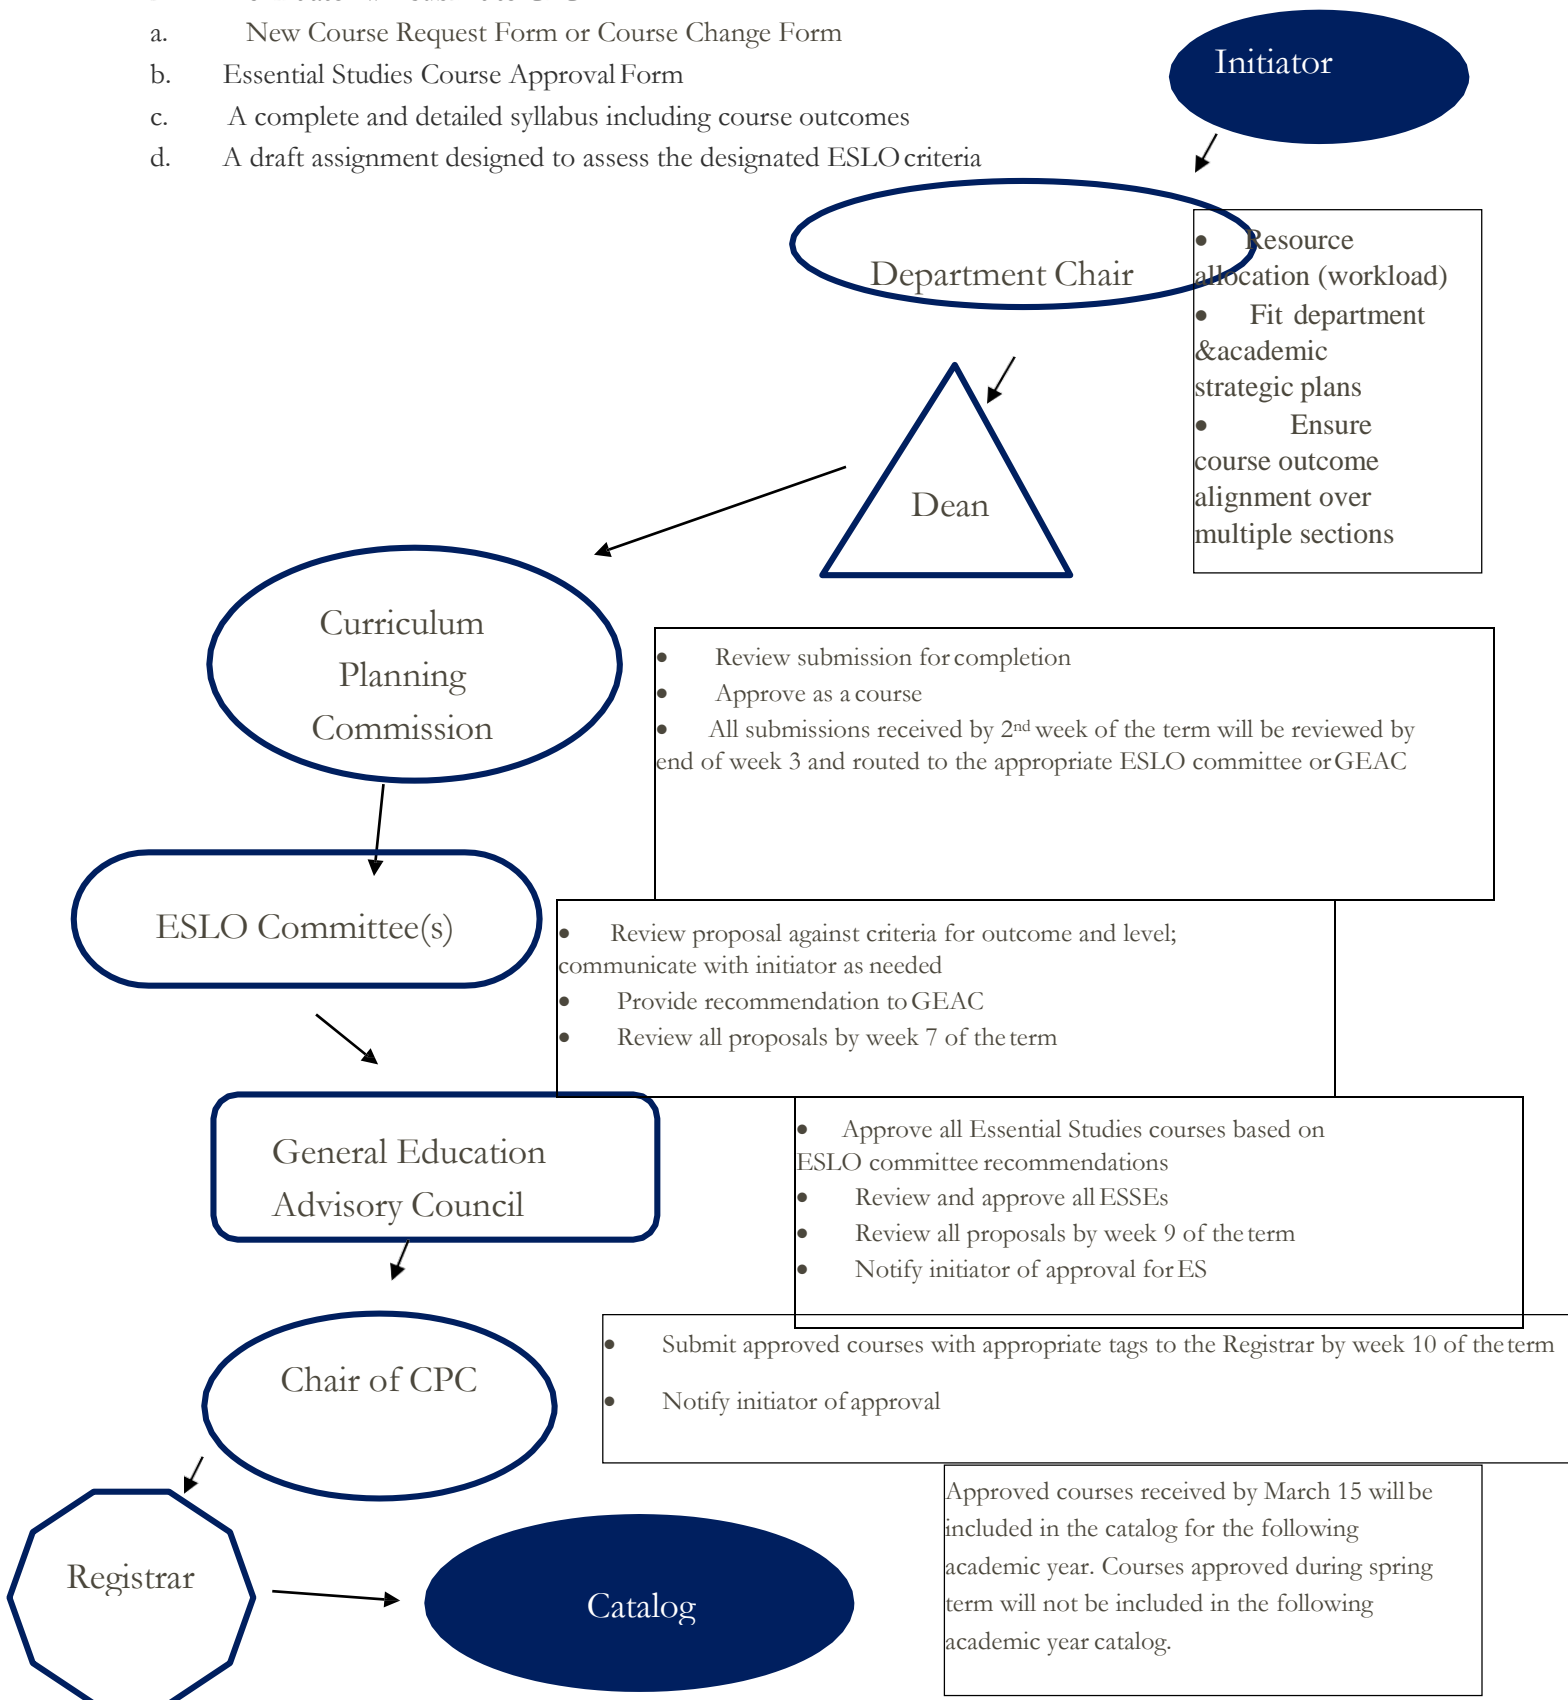 a. New Course Request Form or Course Change Form
b. Essential Studies Course Approval Form
c. A complete and detailed syllabus including course outcomes
d. A draft assignment designed to assess the designated ESLO criteria
Initiator
Department Chair
• Resource
allocation (workload)
• Fit department
&academic
strategic plans
• Ensure
course outcome
alignment over
multiple sections
Dean
Curriculum
Planning
Commission
• Review submission for completion
• Approve as a course
• All submissions received by 2nd week of the term will be reviewed by
end of week 3 and routed to the appropriate ESLO committee or GEAC
ESLO Committee(s)
• Review proposal against criteria for outcome and level;
communicate with initiator as needed
• Provide recommendation to GEAC
• Review all proposals by week 7 of the term
General Education
Advisory Council
• Approve all Essential Studies courses based on
ESLO committee recommendations
• Review and approve all ESSEs
• Review all proposals by week 9 of the term
• Notify initiator of approval for ES
Chair of CPC
• Submit approved courses with appropriate tags to the Registrar by week 10 of the term
• Notify initiator of approval
Registrar
Catalog
Approved courses received by March 15 will be
included in the catalog for the following
academic year. Courses approved during spring
term will not be included in the following
academic year catalog.